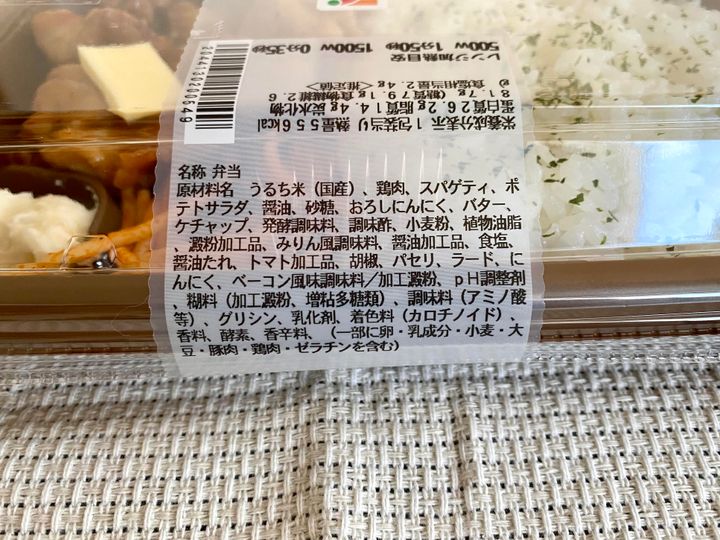 名称 弁当
原材料名 うるち米（国産）、鶏肉、スパゲティ、ポ
テトサラダ、醤油、砂糖、おろしにんにく、バター、
ケチャップ、発酵調味料、調味酢、小麦粉、植物油脂
、澱粉加工品、みりん風調味料、醤油加工品、食塩、
醤油たれ、トマト加工品、胡椒、パセリ、ラード、に
んにく、ベーコン風味調味料／加工澱粉、ｐＨ調整剤
、糊料（加工澱粉、増粘多糖類）、調味料（アミノ酸
等）、グリシン、乳化剤、着色料（カロチノイド）、
香料、酵素、香辛料、（一部に卵・乳成分・小麦・大
豆・豚肉・鶏肉・ゼラチンを含む）
栄養成分表示 １包装当り 熱量５５６kcal
蛋白質２６．２g 脂質１４．４g 炭水化物
８１．７g（糖質７９．１g 食物繊維２．６
g）食塩相当量２．４g＜推定値＞
レンジ加熱目安
500W 1分50秒 1500W 0分35秒